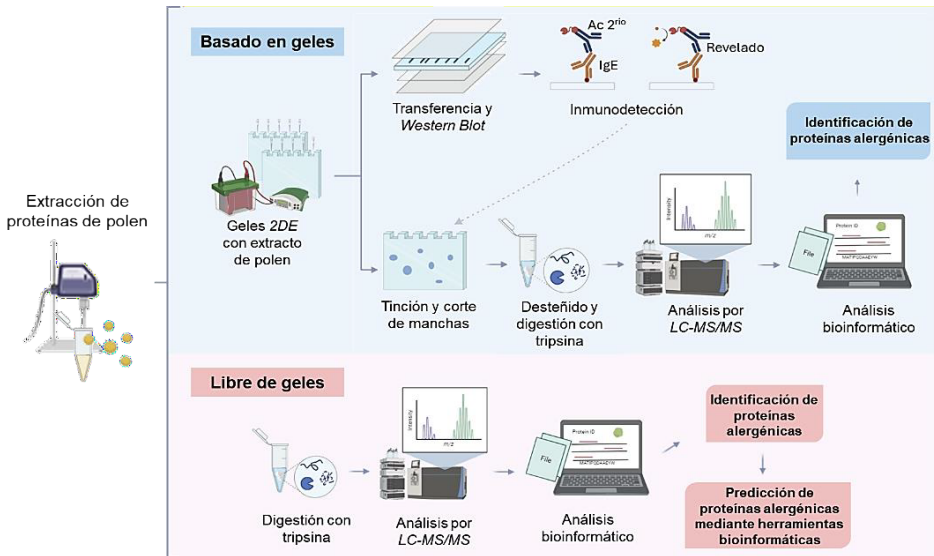 Basado en geles
Ac 2rio
IgE
Revelado
Transferencia y
Western Blot
Inmunodetección
Identificación de
proteínas alergénicas
Extracción de
proteínas de polen
Geles 2DE
con extracto
de polen
Intensity
m/z
Protein ID
File
Tinción y corte
de manchas
Desteñido y
digestión con
tripsina
Análisis por
LC-MS/MS
Análisis
bioinformático
Libre de geles
Intensity
m/z
Protein ID
File
Digestión con
tripsina
Análisis por
LC-MS/MS
Análisis
bioinformático
Identificación de
proteínas
alergénicas
Predicción de
proteínas alergénicas
mediante herramientas
bioinformáticas